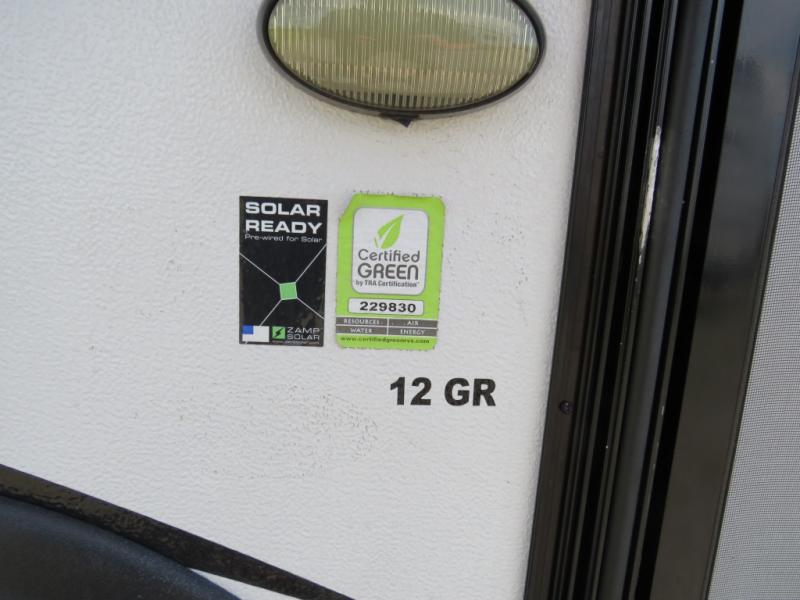 SOLAR
READY
Pre-wired for Solar
ZAMP
SOLAR
Certified
GREEN
by TRA Certification
229830
RESOURCES AIR
WATER ENERGY
www.certifiedgreenrvs.com
12 GR